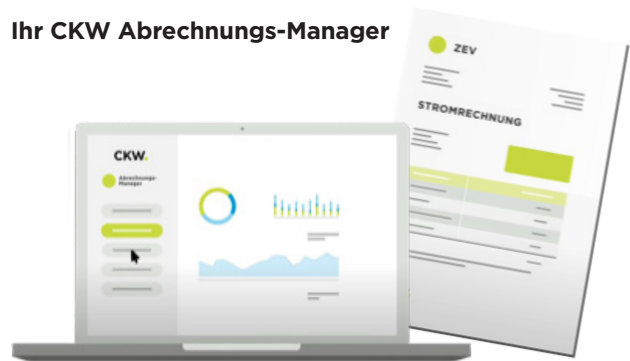 Ihr CKW Abrechnungs-Manager
ZEV
STROMRECHNUNG
CKW.
Abrechnungs-
Manager